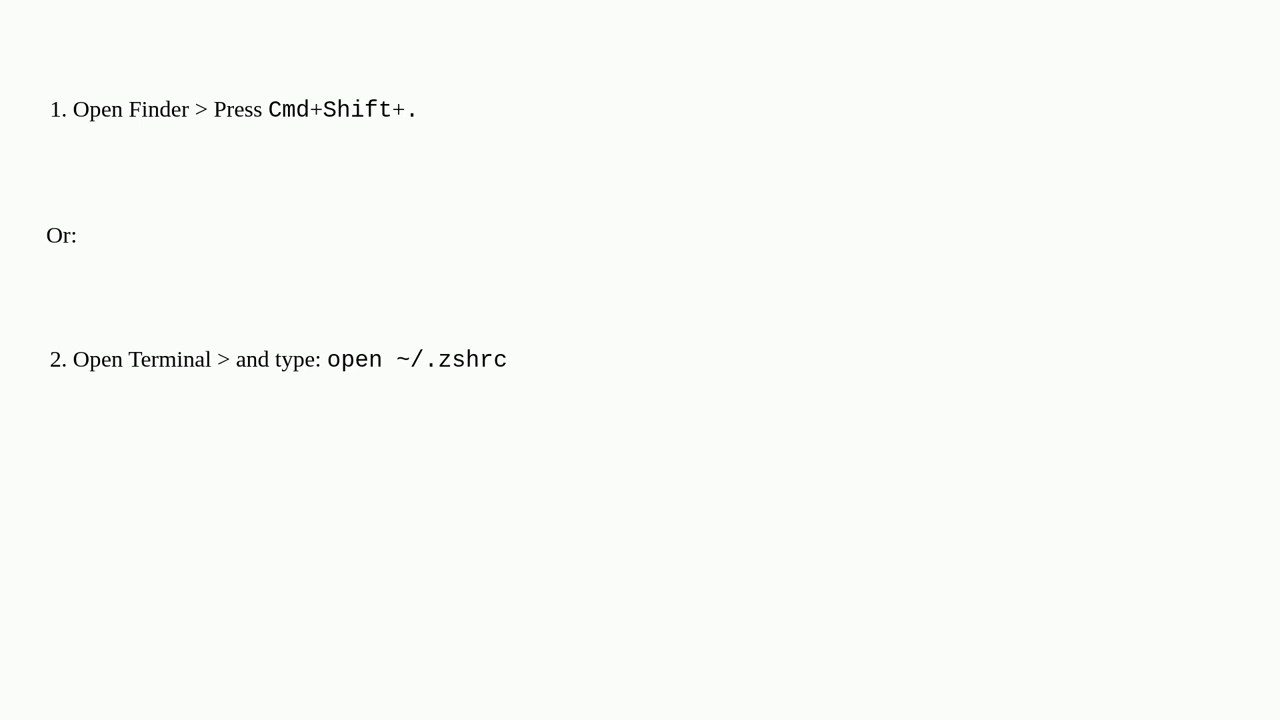 1. Open Finder > Press Cmd+Shift+.
Or:
2. Open Terminal > and type: open ~/.zshrc